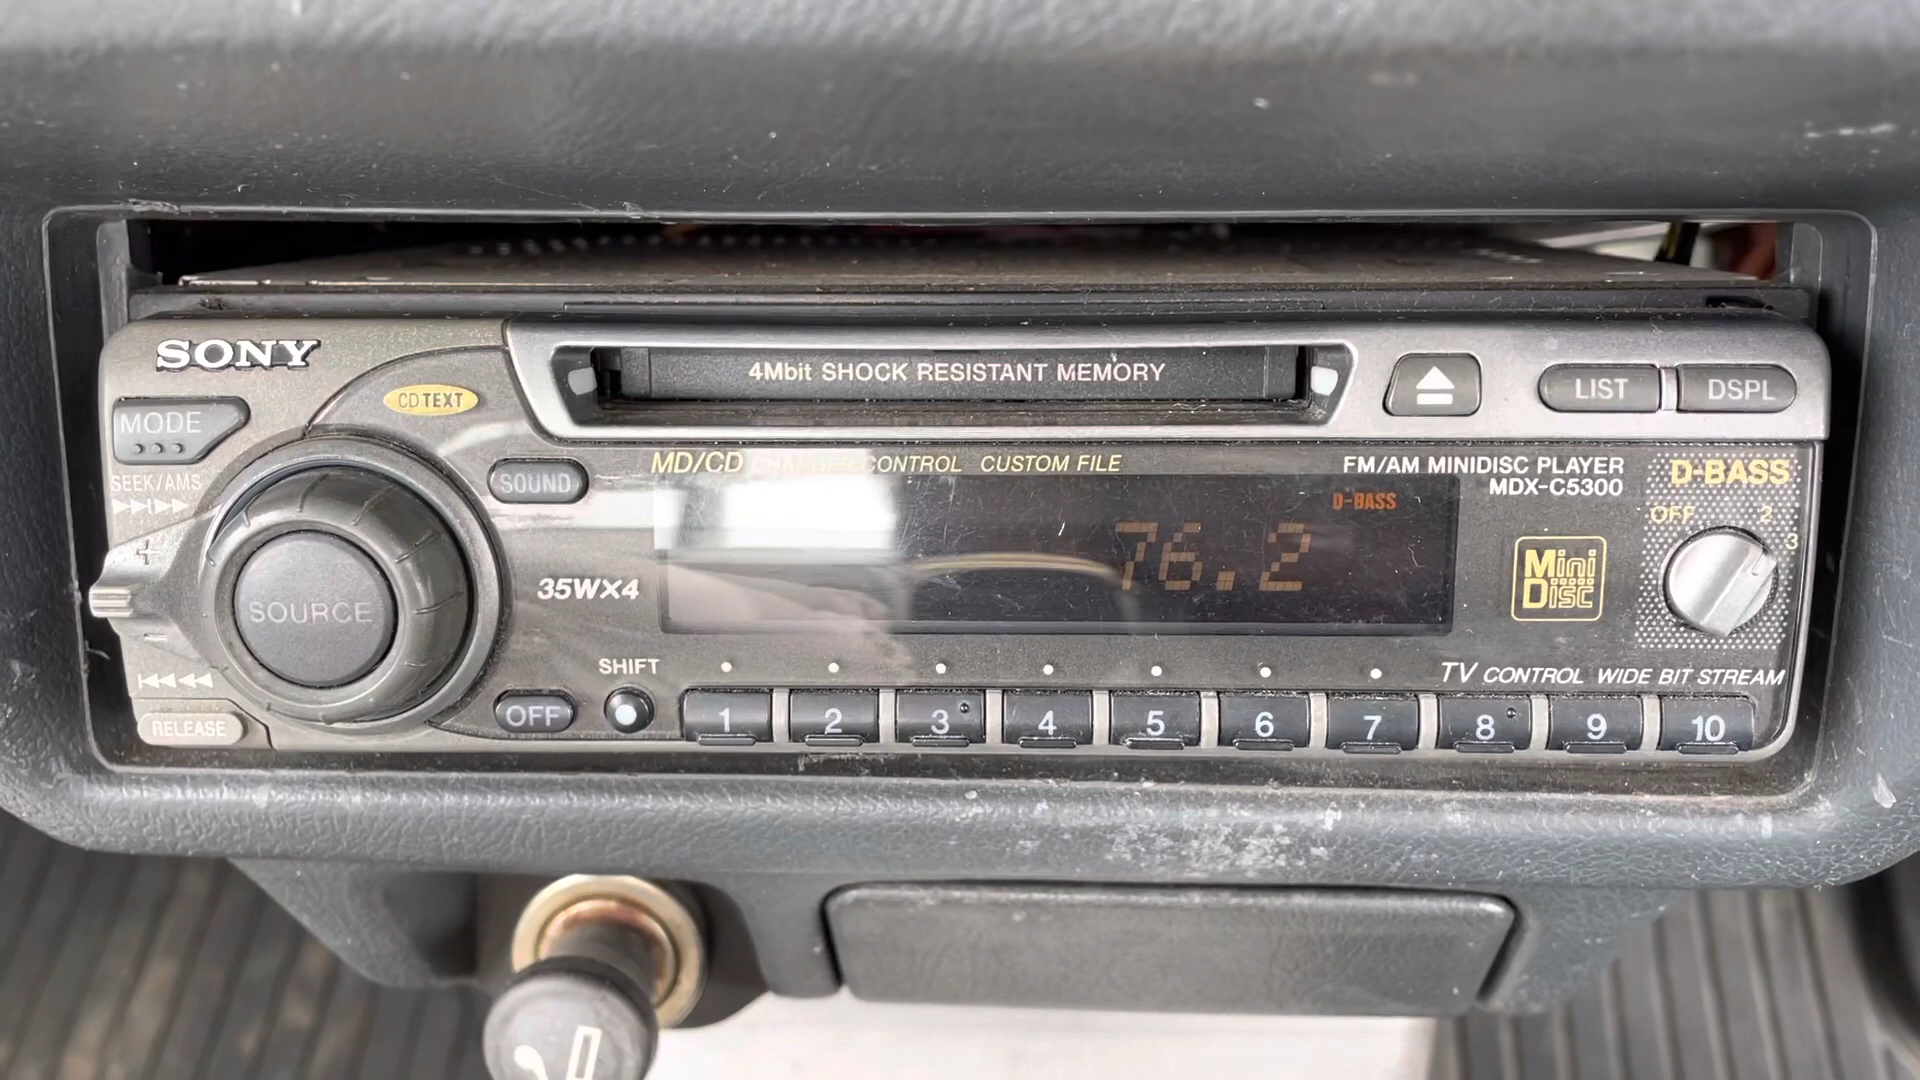 SONY
CD TEXT
4Mbit SHOCK RESISTANT MEMORY
LIST
DSPL
MODE
SEEK/AMS
SOUND
MD/CD CHANGER CONTROL CUSTOM FILE
FM/AM MINIDISC PLAYER
MDX-C5300
D-BASS
OFF 2
3
D-BASS
76.2
Mini
Disc
+
SOURCE
-
35WX4
SHIFT
TV CONTROL WIDE BIT STREAM
RELEASE
OFF
1 2 3 4 5 6 7 8 9 10